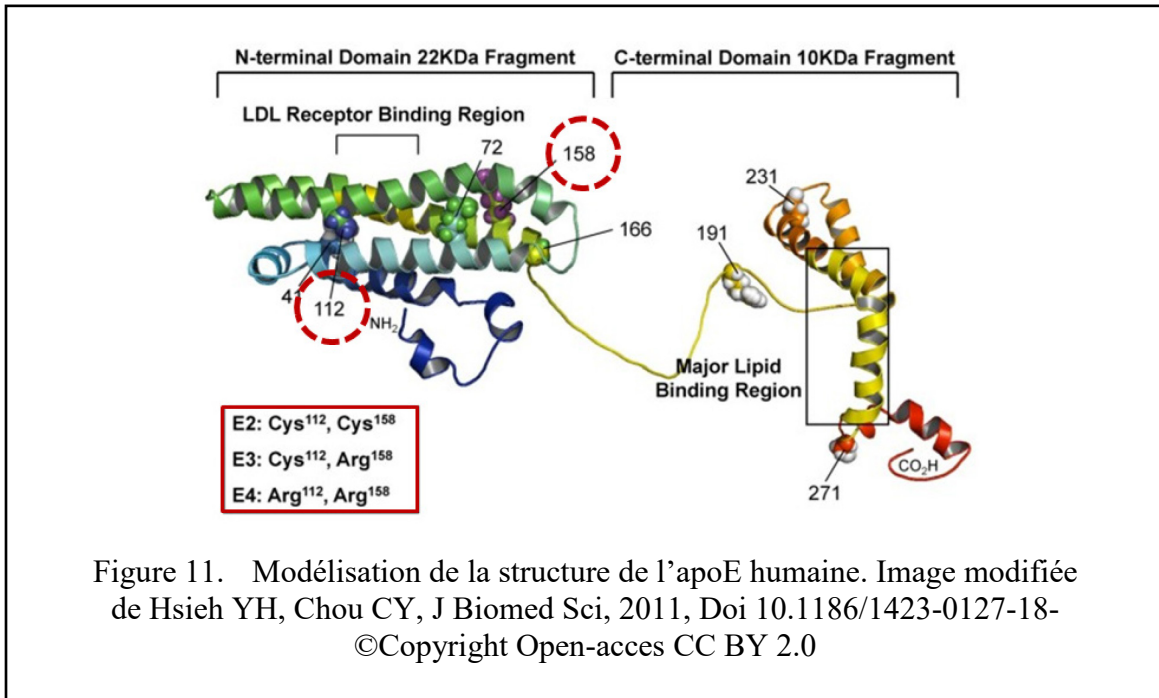 N-terminal Domain 22KDa Fragment
C-terminal Domain 10KDa Fragment
LDL Receptor Binding Region
72
158
231
166
191
41
112
NH₂
Major Lipid
Binding Region
E2: Cys¹¹², Cys¹⁵⁸
E3: Cys¹¹², Arg¹⁵⁸
E4: Arg¹¹², Arg¹⁵⁸
CO₂H
271
Figure 11. Modélisation de la structure de l’apoE humaine. Image modifiée
de Hsieh YH, Chou CY, J Biomed Sci, 2011, Doi 10.1186/1423-0127-18-
©Copyright Open-acces CC BY 2.0